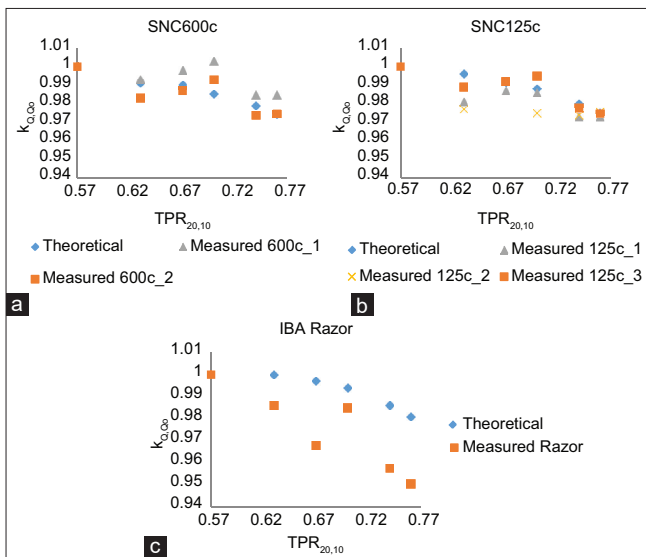 SNC600c
1.01
1
0.99
0.98
0.97
0.96
0.95
0.94
0.57 0.62 0.67 0.72 0.77
k Q,Qo
TPR20,10
Theoretical Measured 600c_1
Measured 600c_2
a
SNC125c
1.01
1
0.99
0.98
0.97
0.96
0.95
0.94
0.57 0.62 0.67 0.72 0.77
k Q,Qo
TPR20,10
Theoretical Measured 125c_1
Measured 125c_2 Measured 125c_3
b
IBA Razor
1.01
1
0.99
0.98
0.97
0.96
0.95
0.94
0.57 0.62 0.67 0.72 0.77
k Q,Qo
TPR20,10
Theoretical
Measured Razor
c